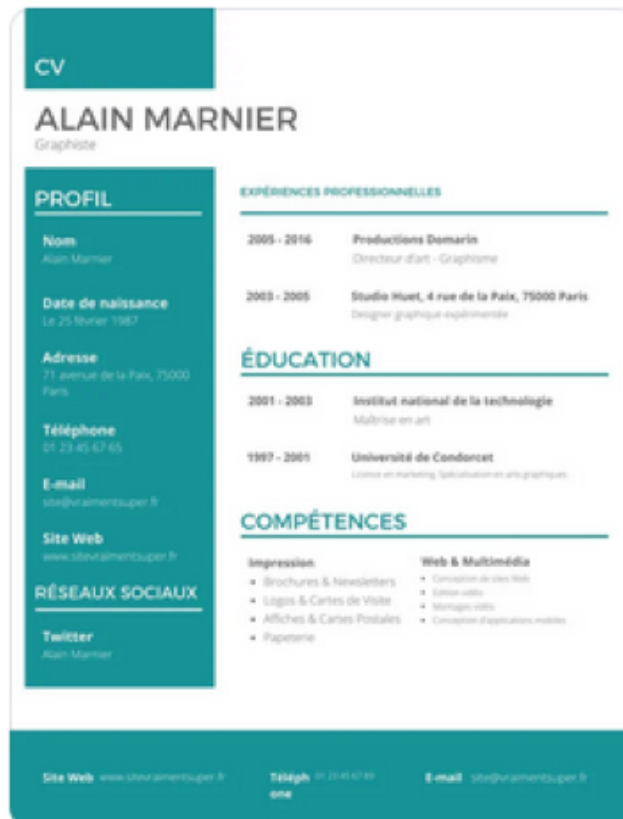 CV
ALAIN MARNIER
Graphiste
PROFIL
Nom
Alain Marnier
Date de naissance
Le 25 février 1987
Adresse
71 avenue de la Paix, 75000
Paris
Téléphone
01 23 45 67 65
E-mail
site@vraimentsuper.fr
Site Web
www.sitevraimentsuper.fr
RÉSEAUX SOCIAUX
Twitter
Alain Marnier
EXPÉRIENCES PROFESSIONNELLES
2005 - 2016 Productions Domarin
Directeur d'art - Graphisme
2003 - 2005 Studio Huet, 4 rue de la Paix, 75000 Paris
Designer graphique expérimentée
ÉDUCATION
2001 - 2003 Institut national de la technologie
Maîtrise en art
1997 - 2001 Université de Condorcet
Licence en marketing, Spécialisation en arts graphiques
COMPÉTENCES
Impression
• Brochures & Newsletters
• Logos & Cartes de Visite
• Affiches & Cartes Postales
• Papeterie
Web & Multimédia
• Conception de sites Web
• Edition vidéo
• Montages vidéo
• Conception d'applications mobiles
Site Web www.sitevraimentsuper.fr
Téléph 01 23 45 67 89
one
E-mail site@vraimentsuper.fr